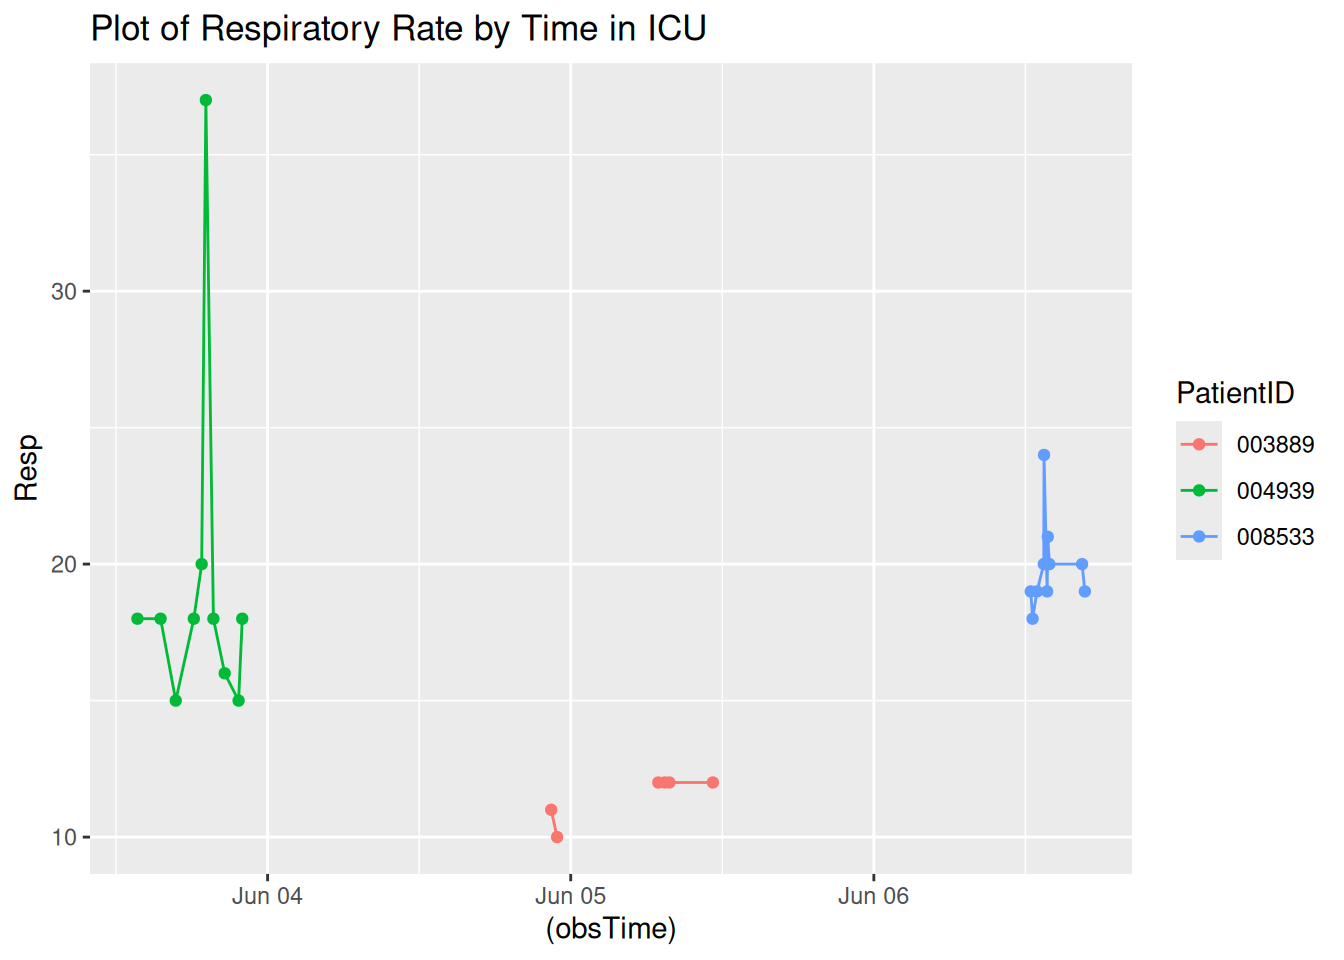 Plot of Respiratory Rate by Time in ICU
30
20
10
Resp
Jun 04
Jun 05
Jun 06
(obsTime)
PatientID
003889
004939
008533